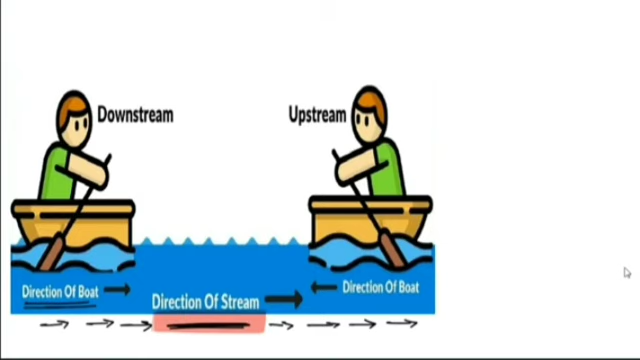 Downstream
Upstream
Direction Of Boat
Direction Of Stream
Direction Of Boat